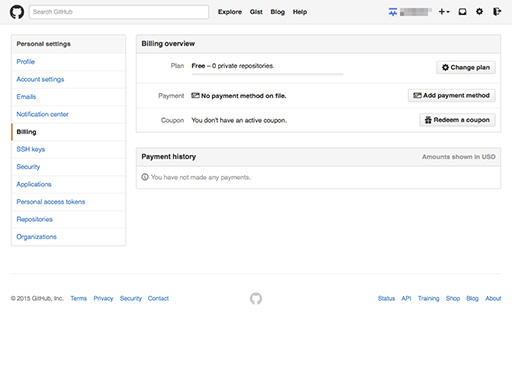 Search GitHub
Explore Gist Blog Help
Personal settings
Profile
Account settings
Emails
Notification center
Billing
SSH keys
Security
Applications
Personal access tokens
Repositories
Organizations
Billing overview
Plan Free – 0 private repositories. Change plan
Payment No payment method on file. Add payment method
Coupon You don't have an active coupon. Redeem a coupon
Payment history Amounts shown in USD
You have not made any payments.
© 2015 GitHub, Inc. Terms Privacy Security Contact
Status API Training Shop Blog About